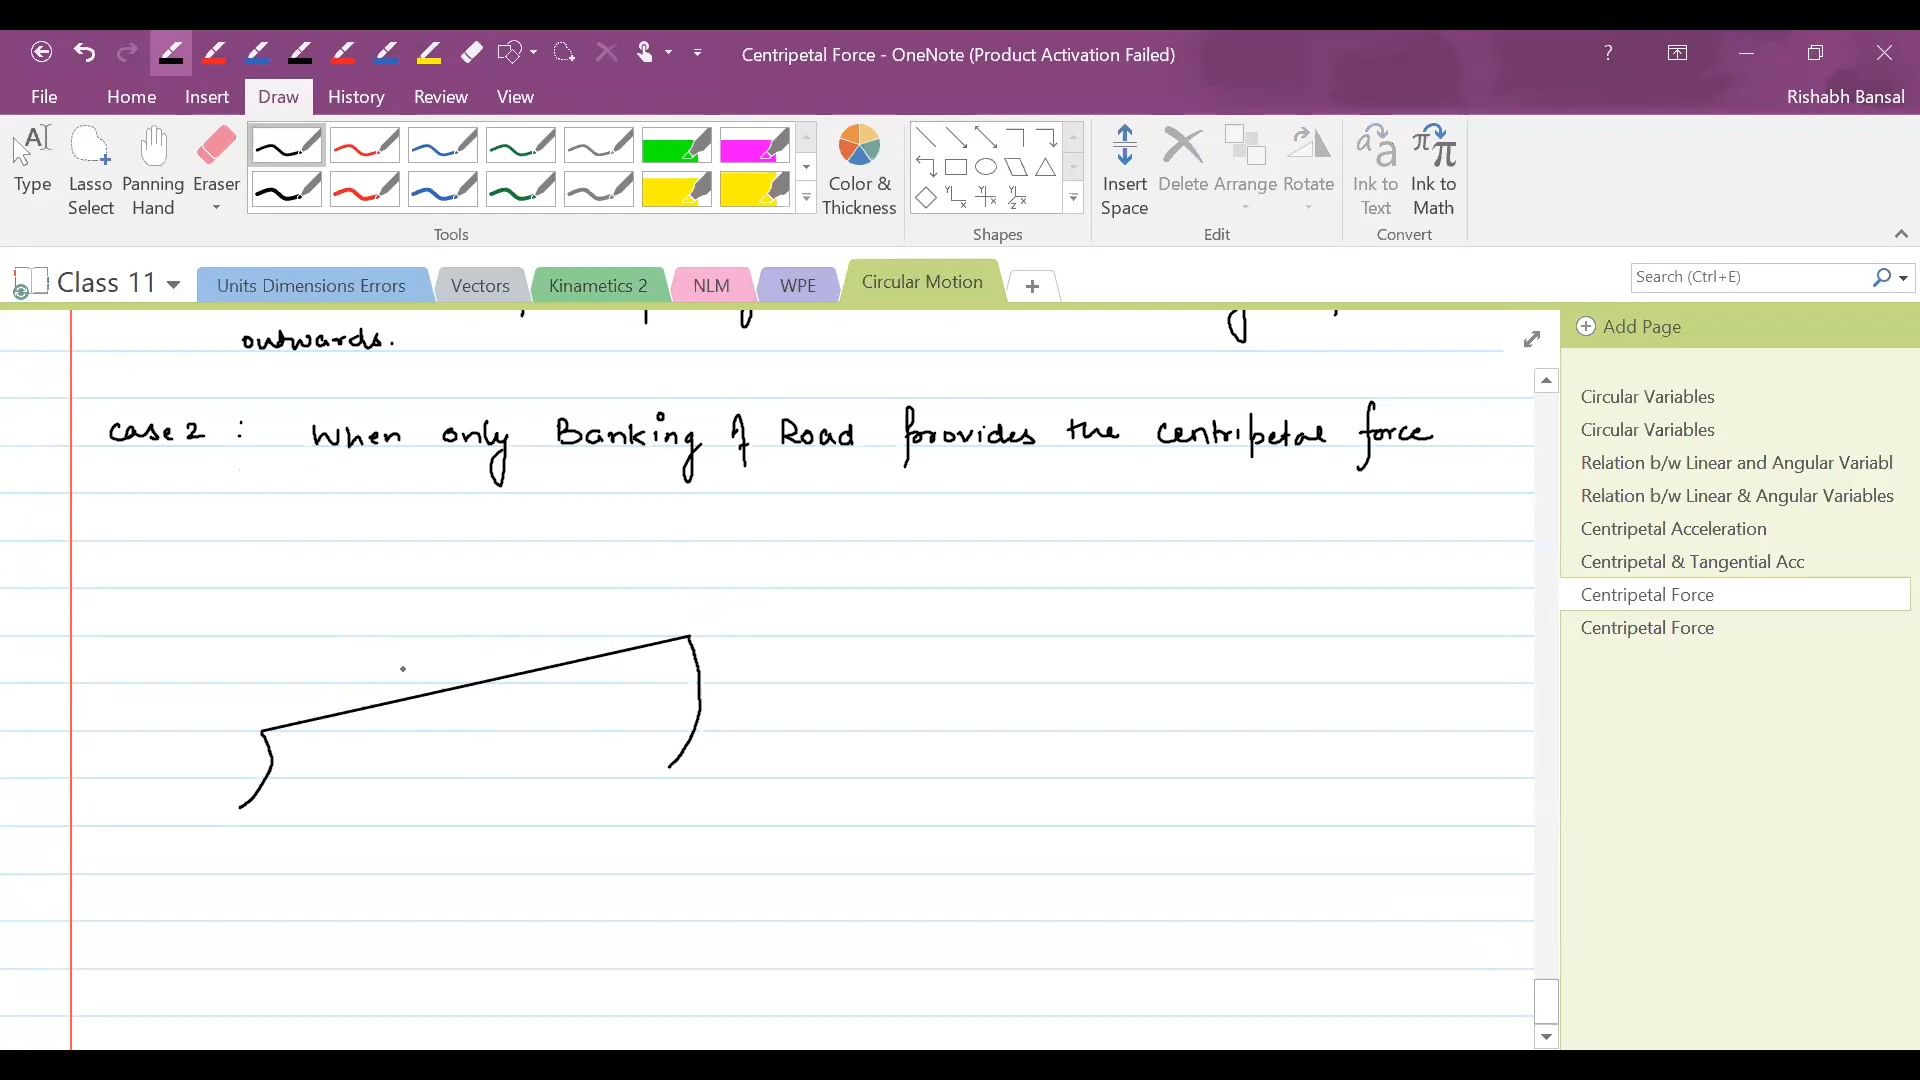 Centripetal Force - OneNote (Product Activation Failed)
?
File Home Insert Draw History Review View
Rishabh Bansal
Type
Lasso Select
Panning Hand
Eraser
Color & Thickness
Insert Space
Delete
Arrange
Rotate
Ink to Text
Ink to Math
Tools
Shapes
Edit
Convert
Class 11
Units Dimensions Errors
Vectors
Kinametics 2
NLM
WPE
Circular Motion
Search (Ctrl+E)
Add Page
Circular Variables
Circular Variables
Relation b/w Linear and Angular Variabl
Relation b/w Linear & Angular Variables
Centripetal Acceleration
Centripetal & Tangential Acc
Centripetal Force
Centripetal Force
outwards.
Case 2 : When only Banking of Road provides the centripetal force